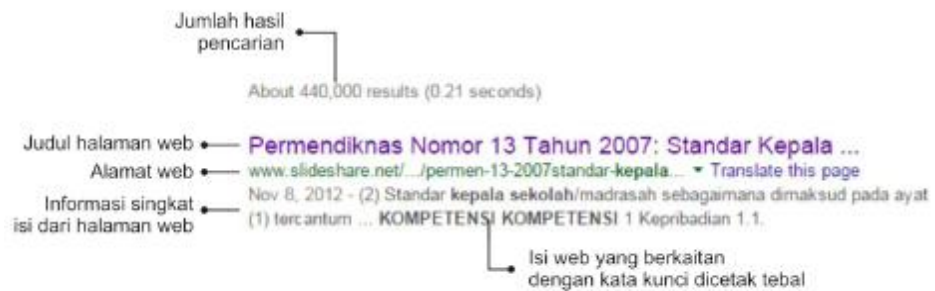 Jumlah hasil
pencarian
About 440,000 results (0.21 seconds)
Judul halaman web
Permendiknas Nomor 13 Tahun 2007: Standar Kepala ...
Alamat web
www.slideshare.net/.../permen-13-2007standar-kepala... Translate this page
Informasi singkat
isi dari halaman web
Nov 8, 2012 - (2) Standar kepala sekolah/madrasah sebagaimana dimaksud pada ayat
(1) tercantum ... KOMPETENSI KOMPETENSI 1 Kepribadian 1.1.
Isi web yang berkaitan
dengan kata kunci dicetak tebal